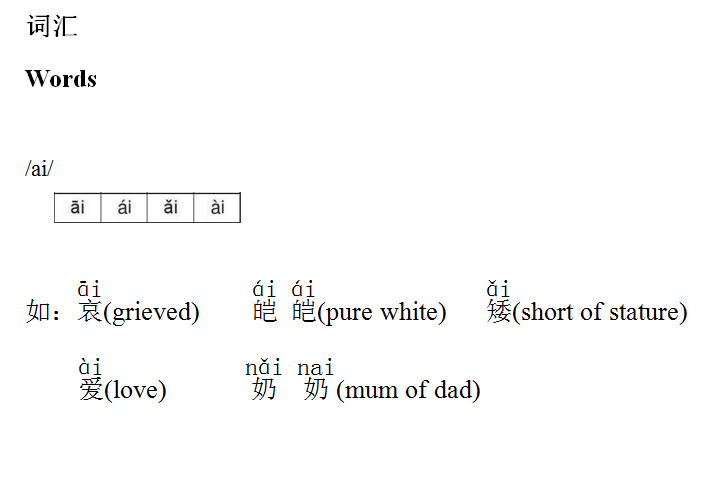 词汇
Words
/ai/
āi ái ǎi ài
āi ái ái ǎi
如：哀(grieved) 皑 皑(pure white) 矮(short of stature)
ài nǎi nai
爱(love) 奶 奶 (mum of dad)